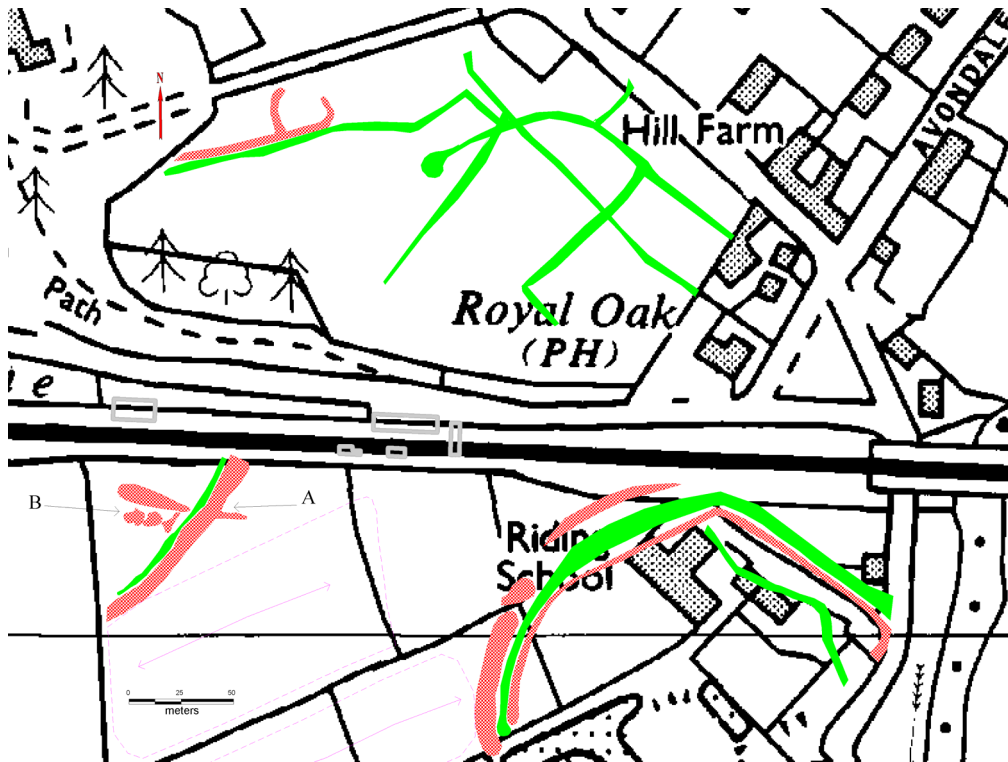 N
AVONDALE
Hill Farm
Path
Royal Oak
(PH)
e
B
A
Riding
School
0 25 50
meters